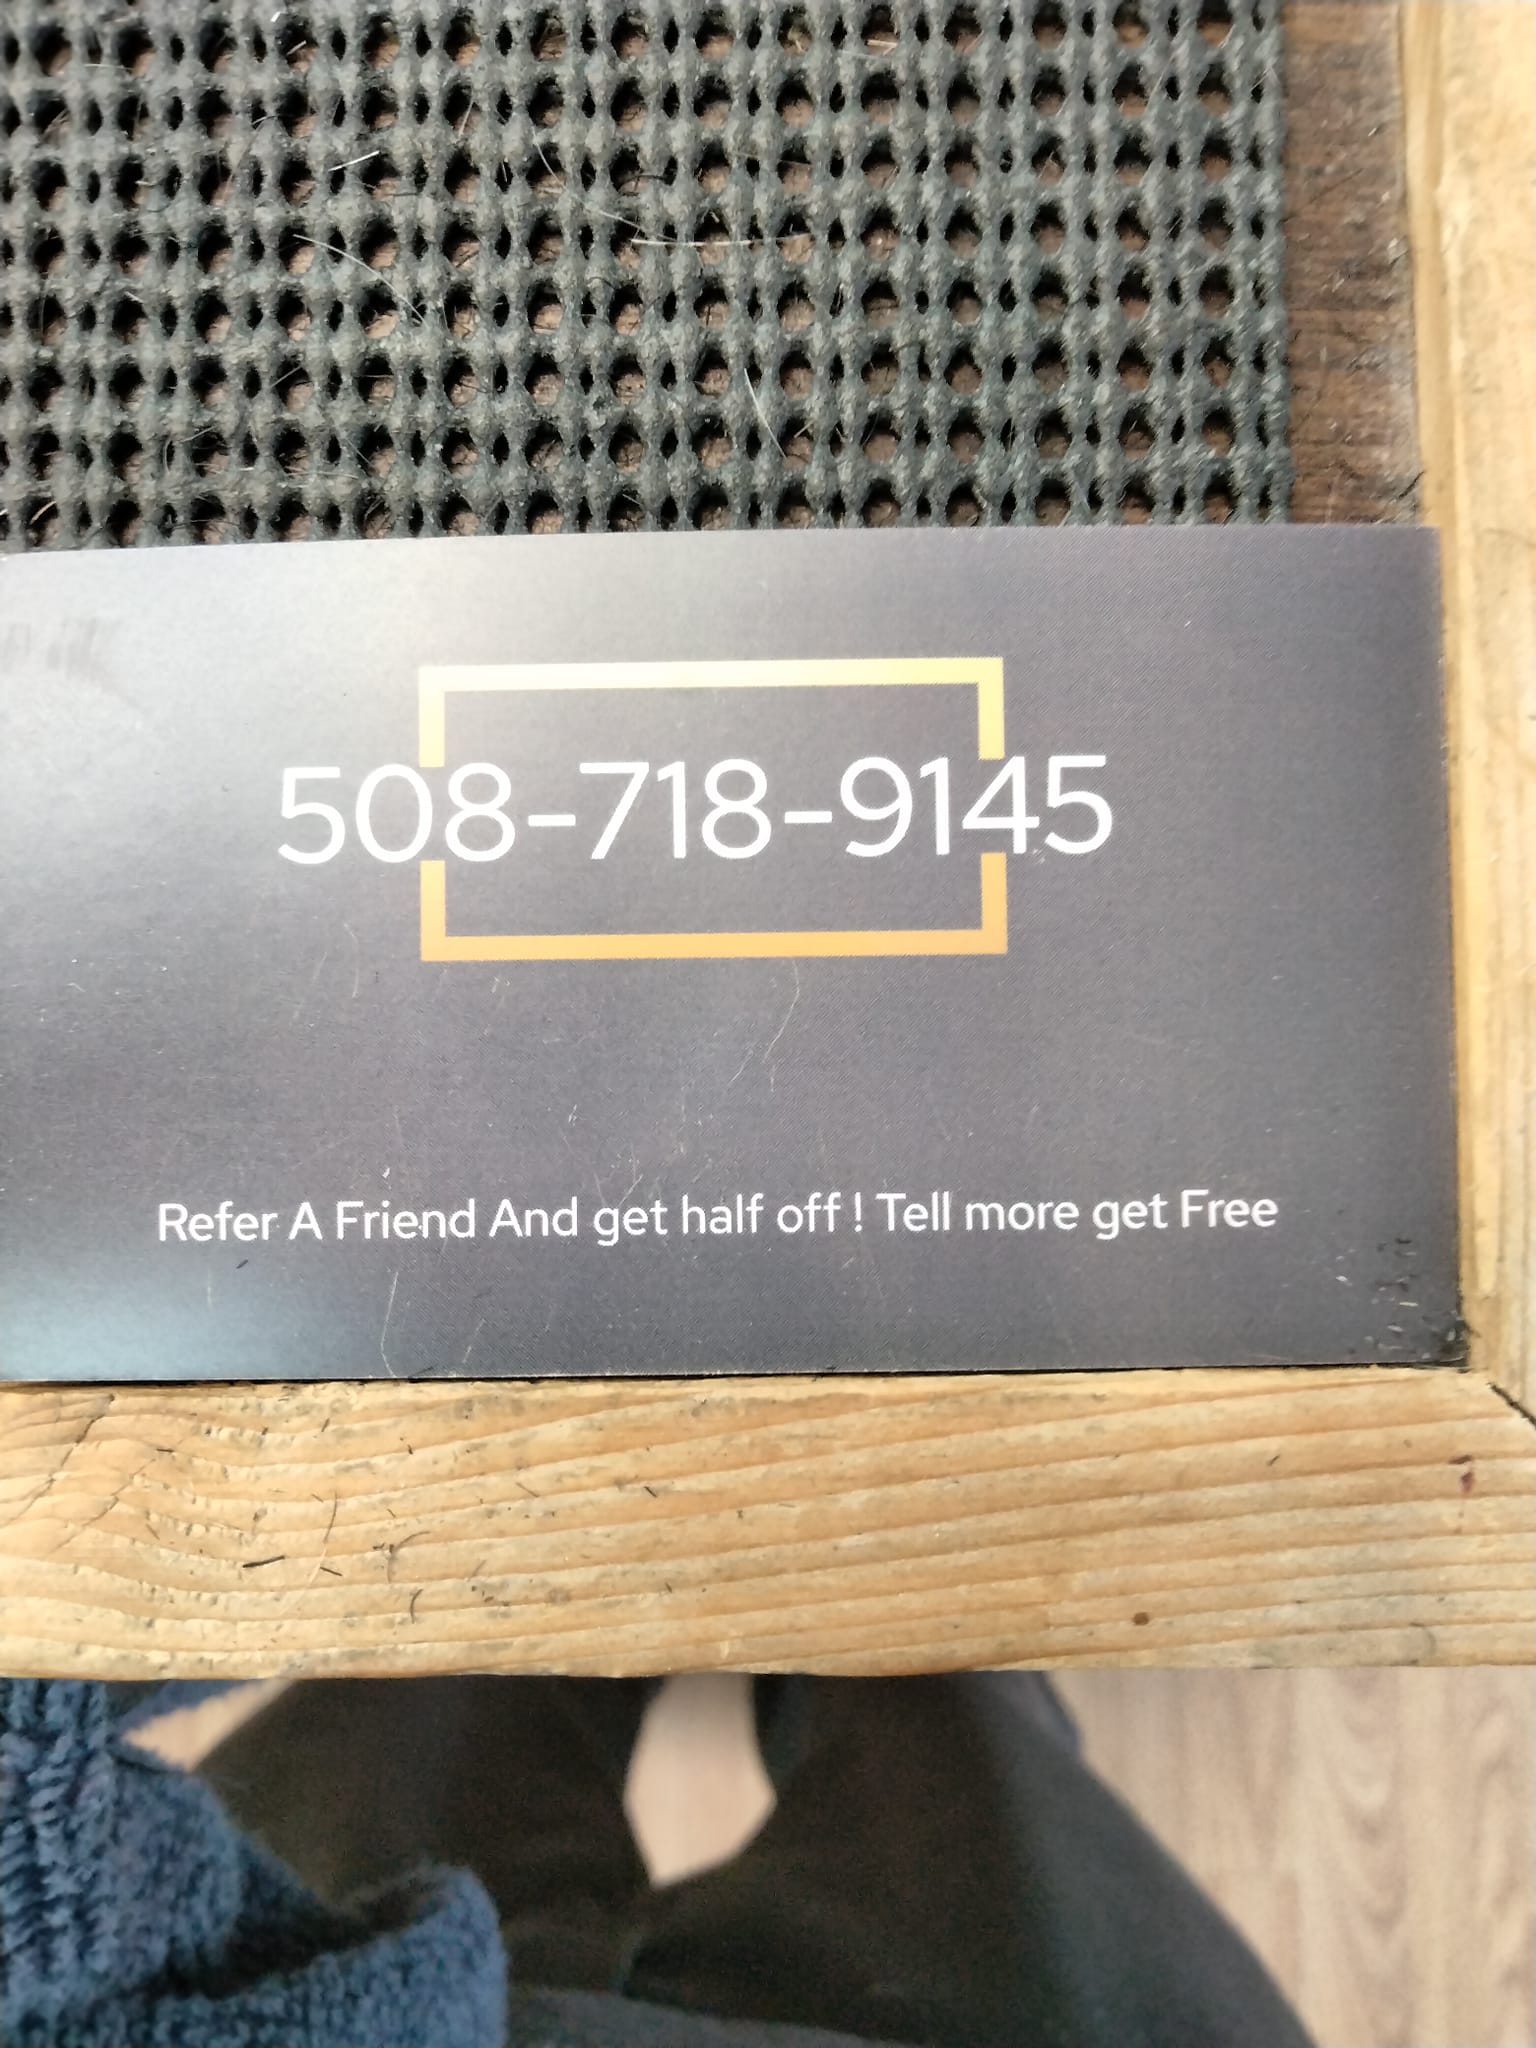 508-718-9145
Refer A Friend And get half off ! Tell more get Free